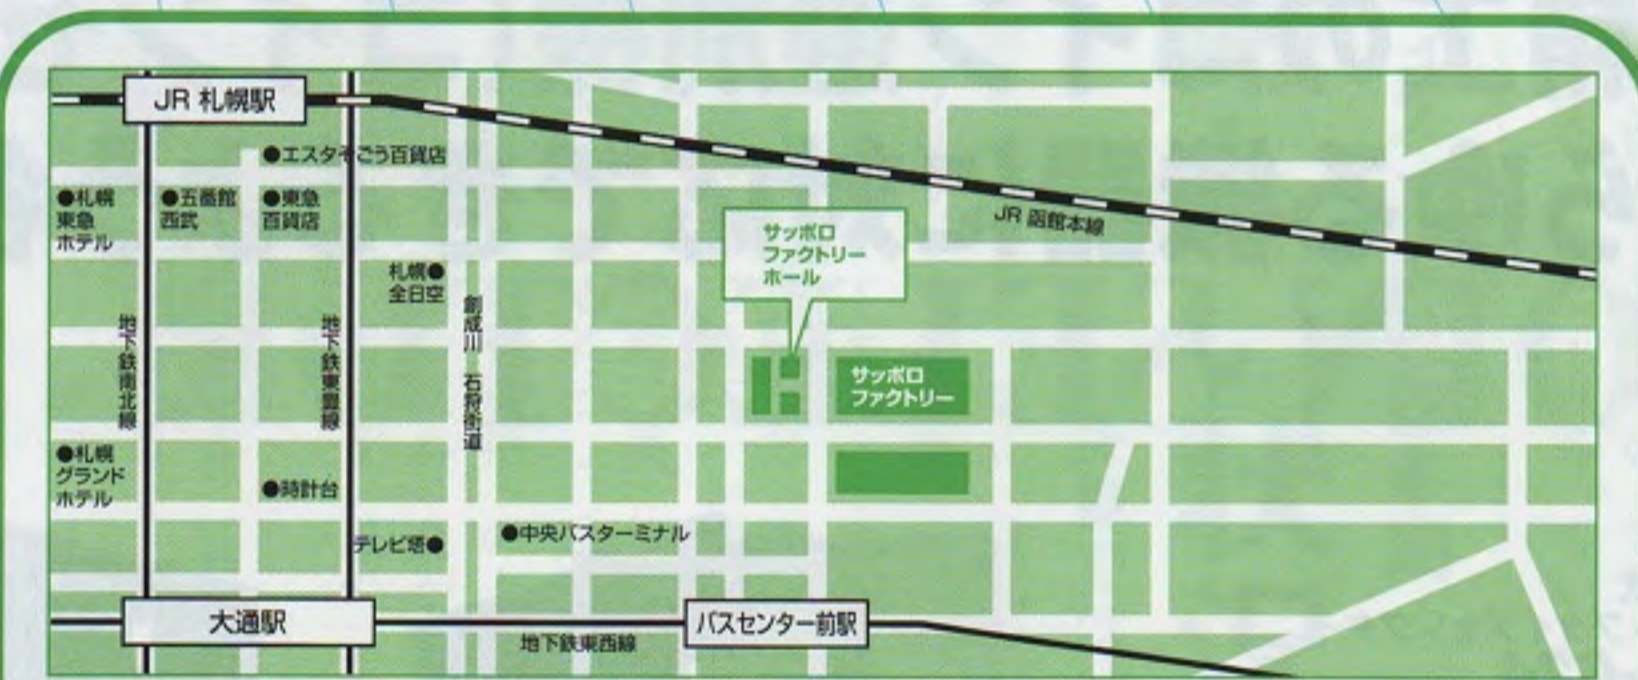 JR 札幌駅
●エスタそごう百貨店
●札幌
東急
ホテル
●五番館
西武
●東急
百貨店
サッポロ
ファクトリー
ホール
JR 函館本線
札幌●
全日空
地下鉄南北線
地下鉄東豊線
創成川 石狩街道
サッポロ
ファクトリー
●札幌
グランド
ホテル
●時計台
テレビ塔●
●中央バスターミナル
大通駅
バスセンター前駅
地下鉄東西線